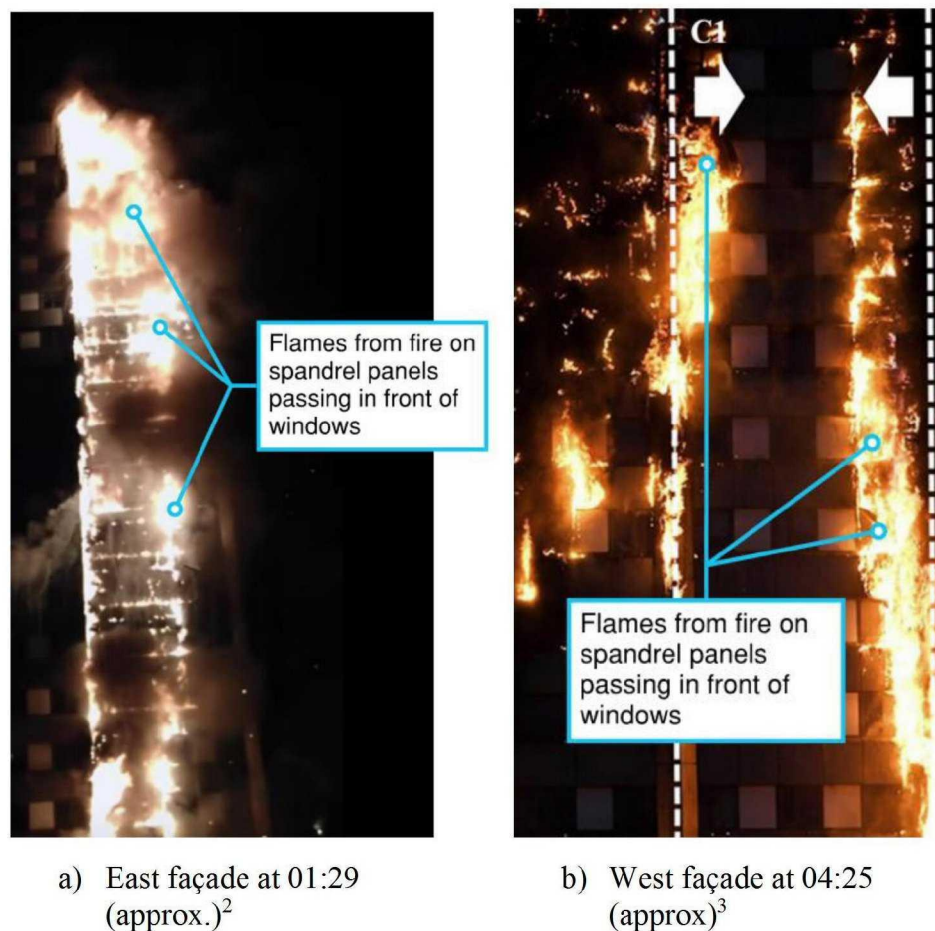 C1
Flames from fire on
spandrel panels
passing in front of
windows
Flames from fire on
spandrel panels
passing in front of
windows
a) East façade at 01:29
(approx.)²
b) West façade at 04:25
(approx)³